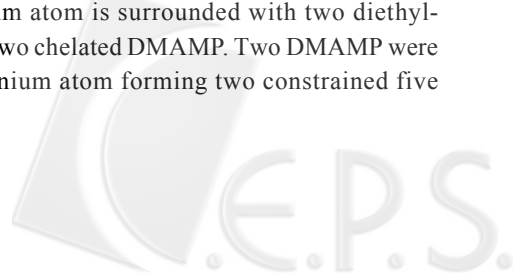 m atom is surrounded with two diethyl-
wo chelated DMAMP. Two DMAMP were
nium atom forming two constrained five
C.E.P.S.